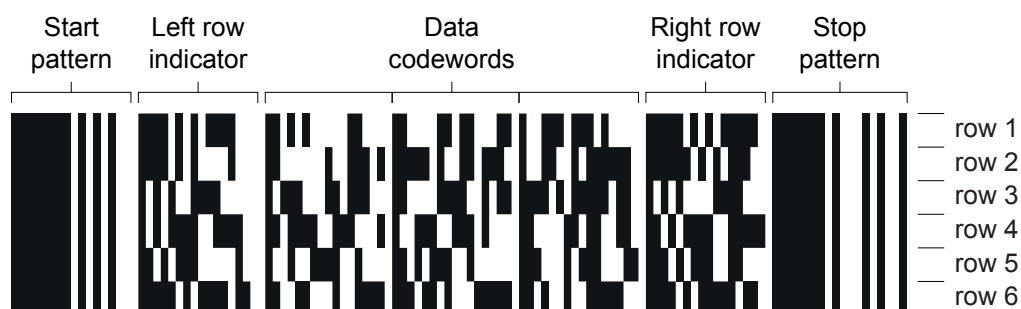 Start pattern
Left row indicator
Data codewords
Right row indicator
Stop pattern
row 1
row 2
row 3
row 4
row 5
row 6